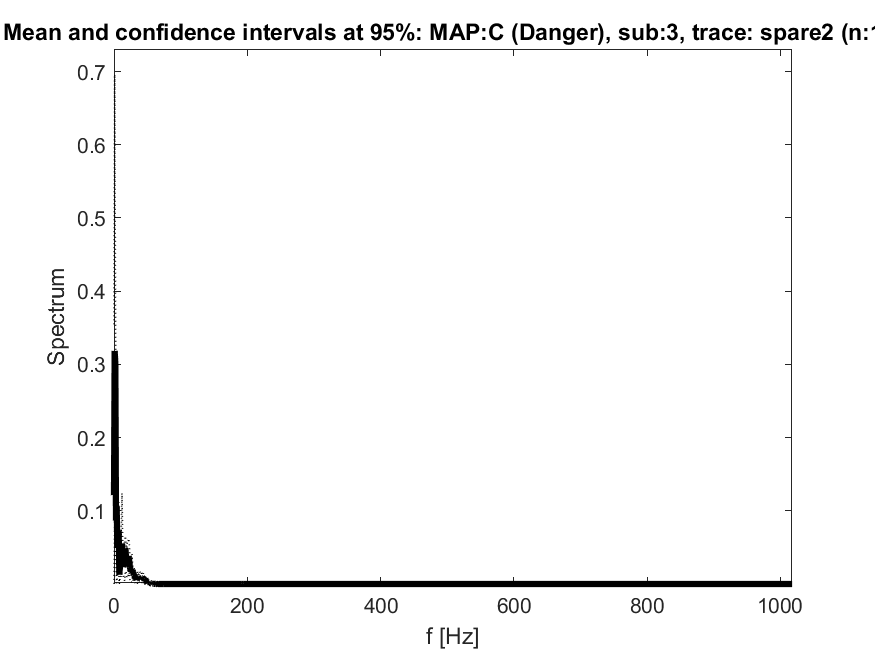 Mean and confidence intervals at 95%: MAP:C (Danger), sub:3, trace: spare2 (n:
0.7
0.6
0.5
0.4
0.3
0.2
0.1
Spectrum
0 200 400 600 800 1000
f [Hz]